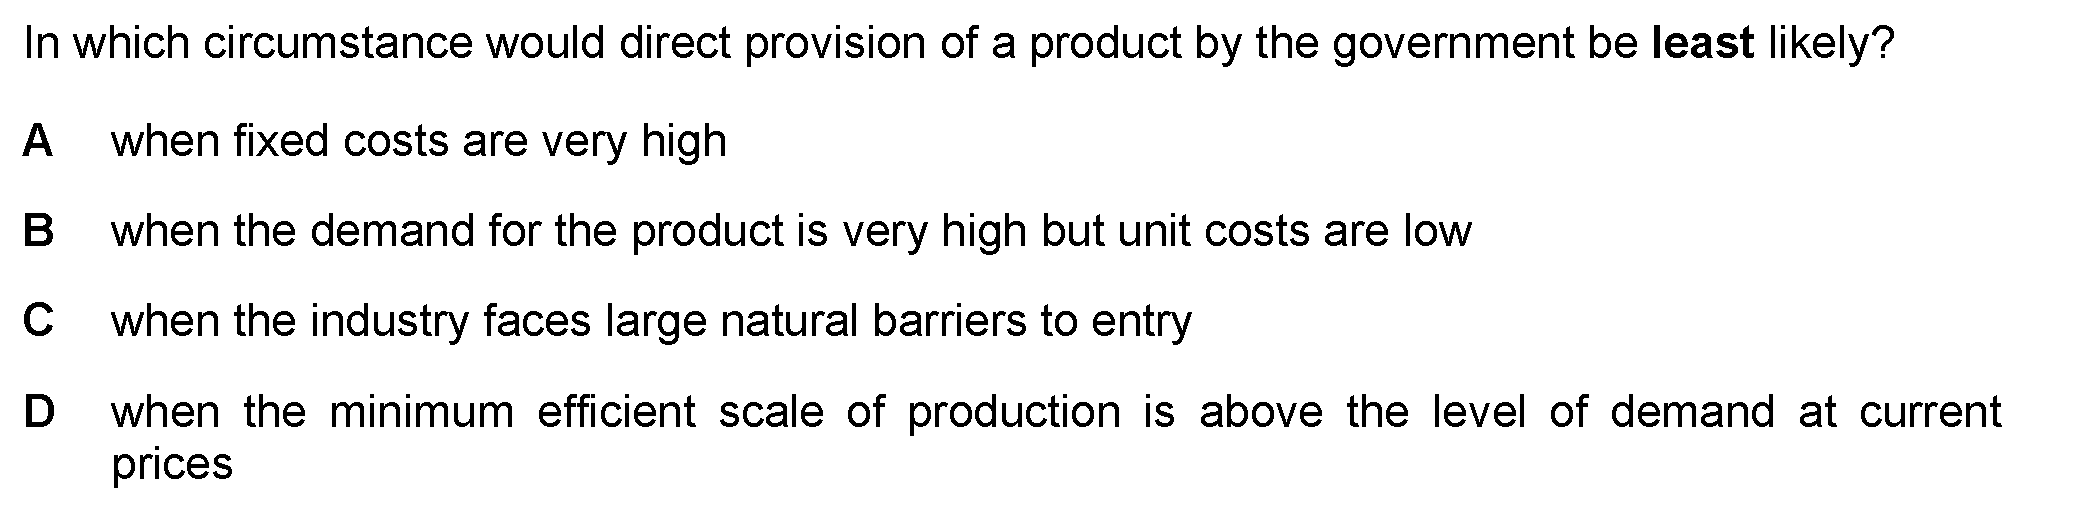 In which circumstance would direct provision of a product by the government be least likely?
A when fixed costs are very high
B when the demand for the product is very high but unit costs are low
C when the industry faces large natural barriers to entry
D when the minimum efficient scale of production is above the level of demand at current
prices